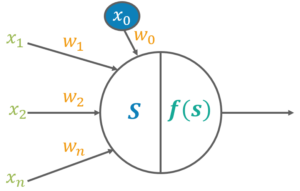 x₀
x₁ w₁ w₀
x₂ w₂ S f(s)
xₙ wₙ